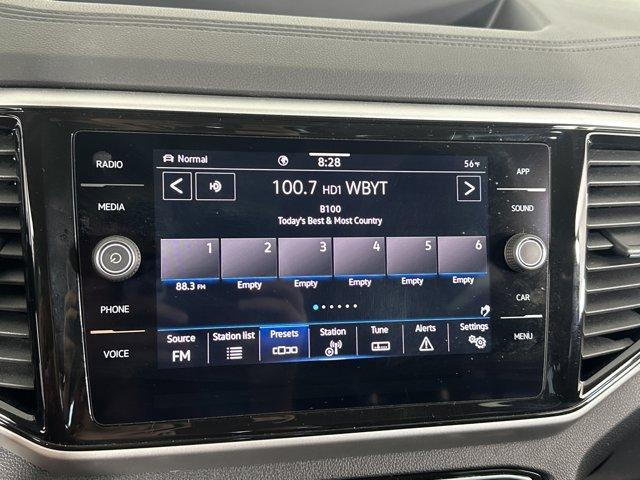 Normal 8:28 56°F
RADIO
MEDIA
PHONE
VOICE
100.7 HD1 WBYT
B100
Today's Best & Most Country
1 2 3 4 5 6
88.3 FM Empty Empty Empty Empty Empty
Source Station list Presets Station Tune Alerts Settings
FM
APP
SOUND
CAR
MENU